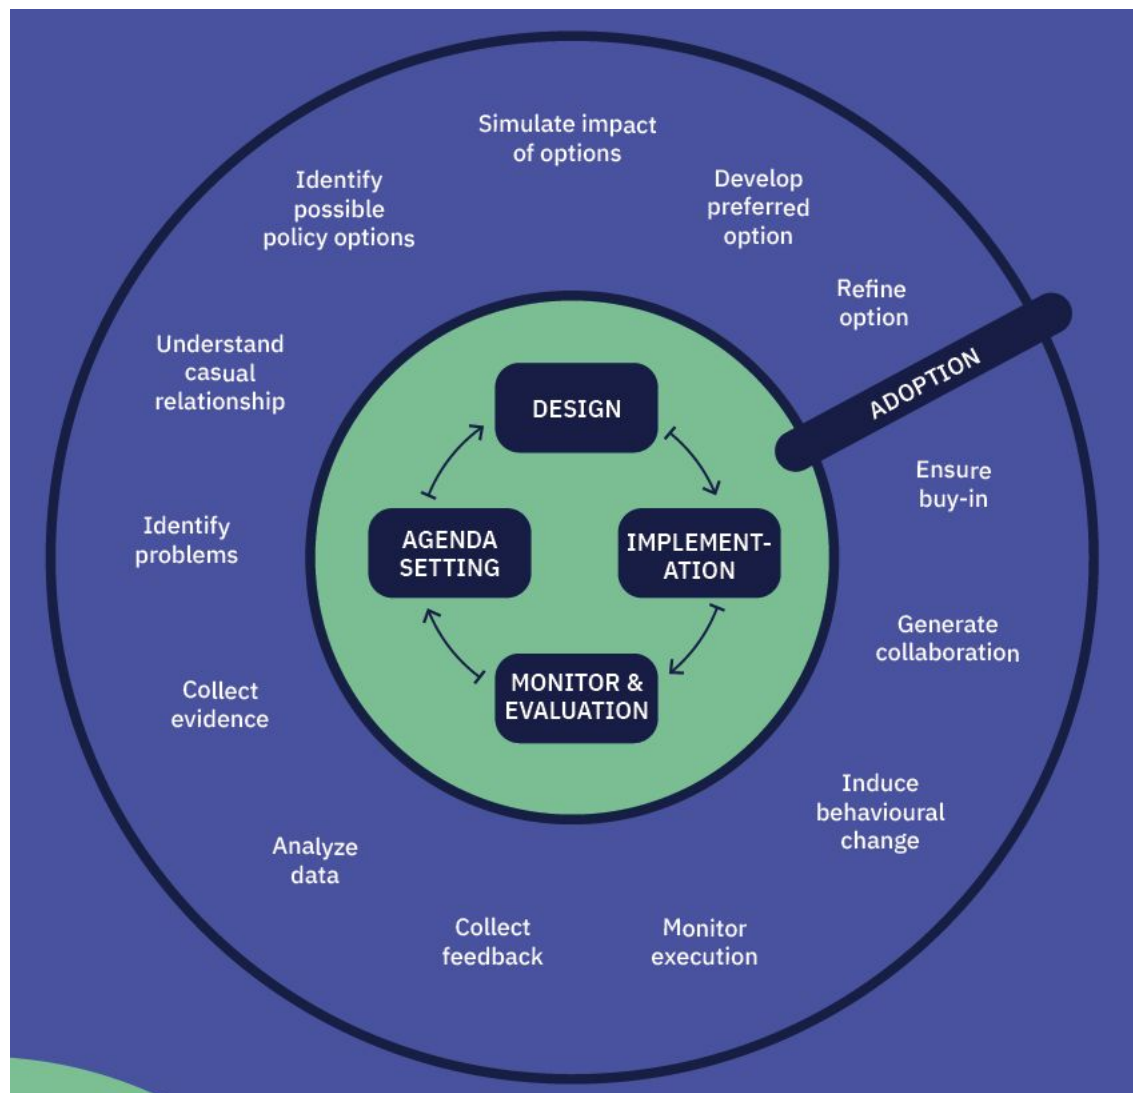 Simulate impact
of options
Develop
preferred
option
Refine
option
ADOPTION
Ensure
buy-in
Generate
collaboration
Induce
behavioural
change
Monitor
execution
Collect
feedback
Analyze
data
Collect
evidence
Identify
problems
Understand
casual
relationship
Identify
possible
policy options
DESIGN
IMPLEMENT-
ATION
MONITOR &
EVALUATION
AGENDA
SETTING